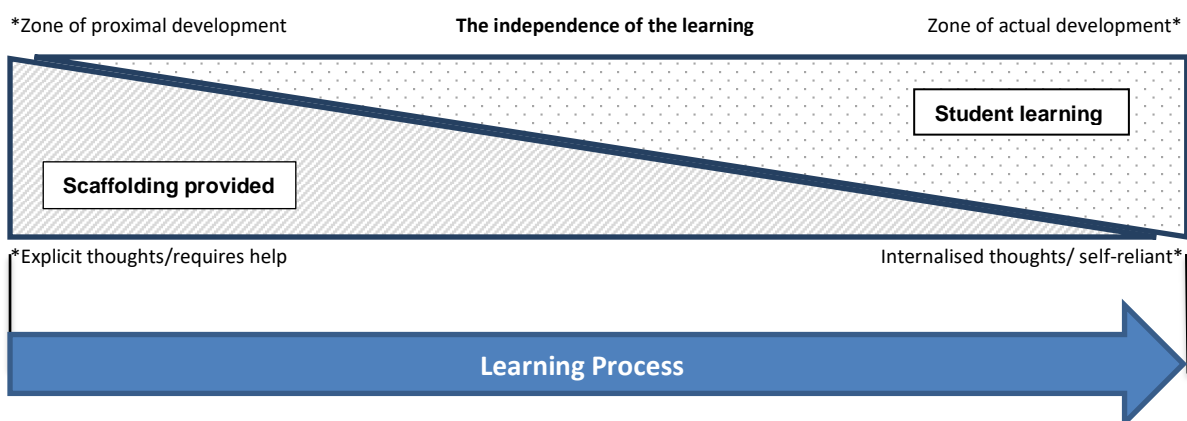 *Zone of proximal development
The independence of the learning
Zone of actual development*
Student learning
Scaffolding provided
*Explicit thoughts/requires help
Internalised thoughts/ self-reliant*
Learning Process